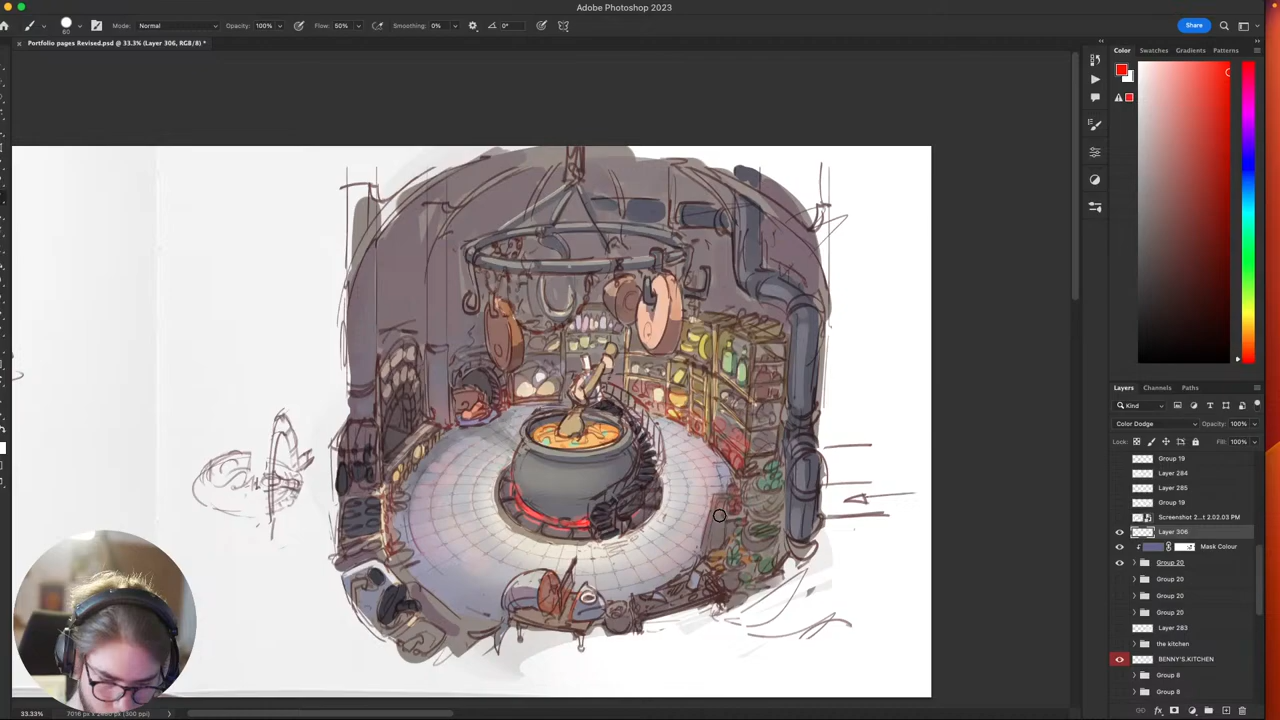 Adobe Photoshop 2023
60
Mode: Normal
Opacity: 100%
Flow: 50%
Smoothing: 0%
0°
Share
Portfolio pages Revised.psd @ 33.3% (Layer 306, RGB/8) *
Color
Swatches
Gradients
Patterns
Layers
Channels
Paths
Kind
Color Dodge
Opacity: 100%
Lock:
Fill: 100%
Group 19
Layer 284
Layer 285
Group 19
Screenshot 2...t 2.02.03 PM
Layer 306
Mask Colour
Group 20
Group 20
Group 20
Group 20
Layer 283
the kitchen
BENNY'S.KITCHEN
Group 8
Group 8
33.33%